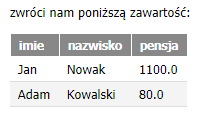 zwróci nam poniższą zawartość:
imie nazwisko pensja
Jan Nowak 1100.0
Adam Kowalski 80.0